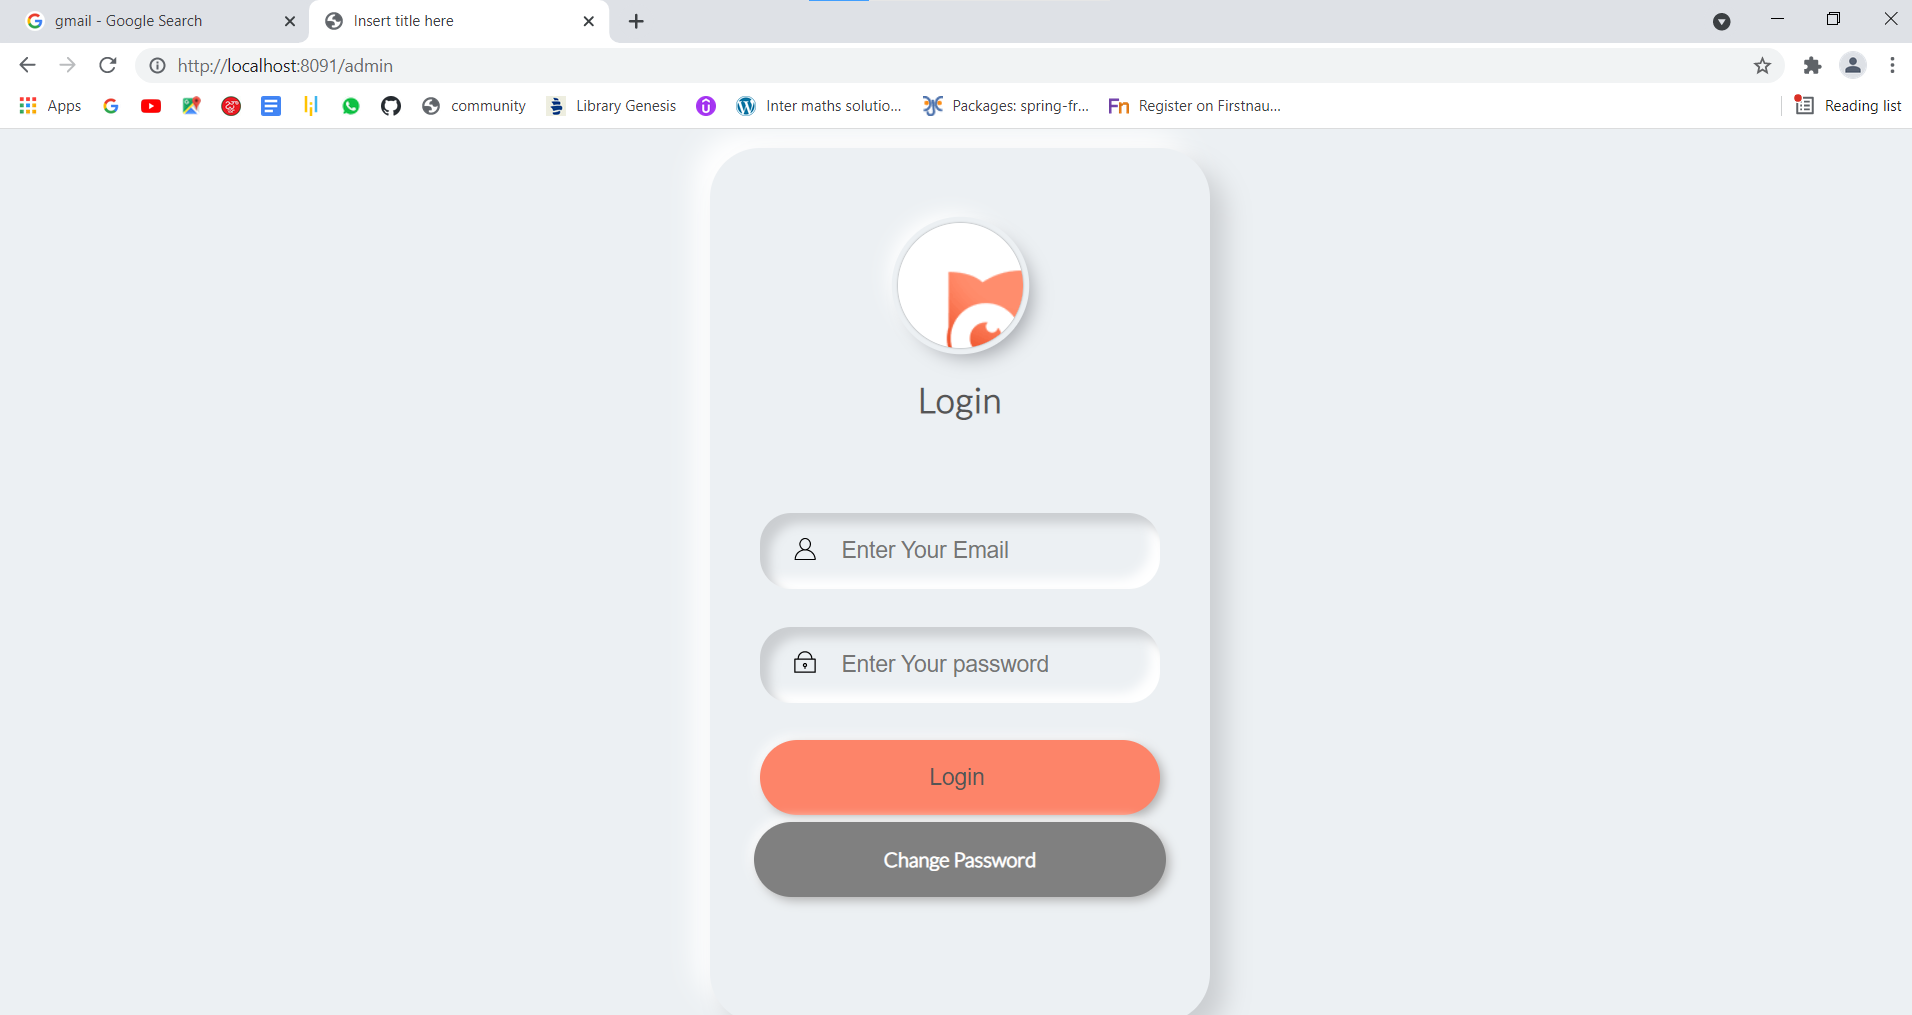 gmail - Google Search
Insert title here
http://localhost:8091/admin
Apps
community
Library Genesis
Inter maths solutio...
Packages: spring-fr...
Fn Register on Firstnau...
Reading list
Login
Enter Your Email
Enter Your password
Login
Change Password